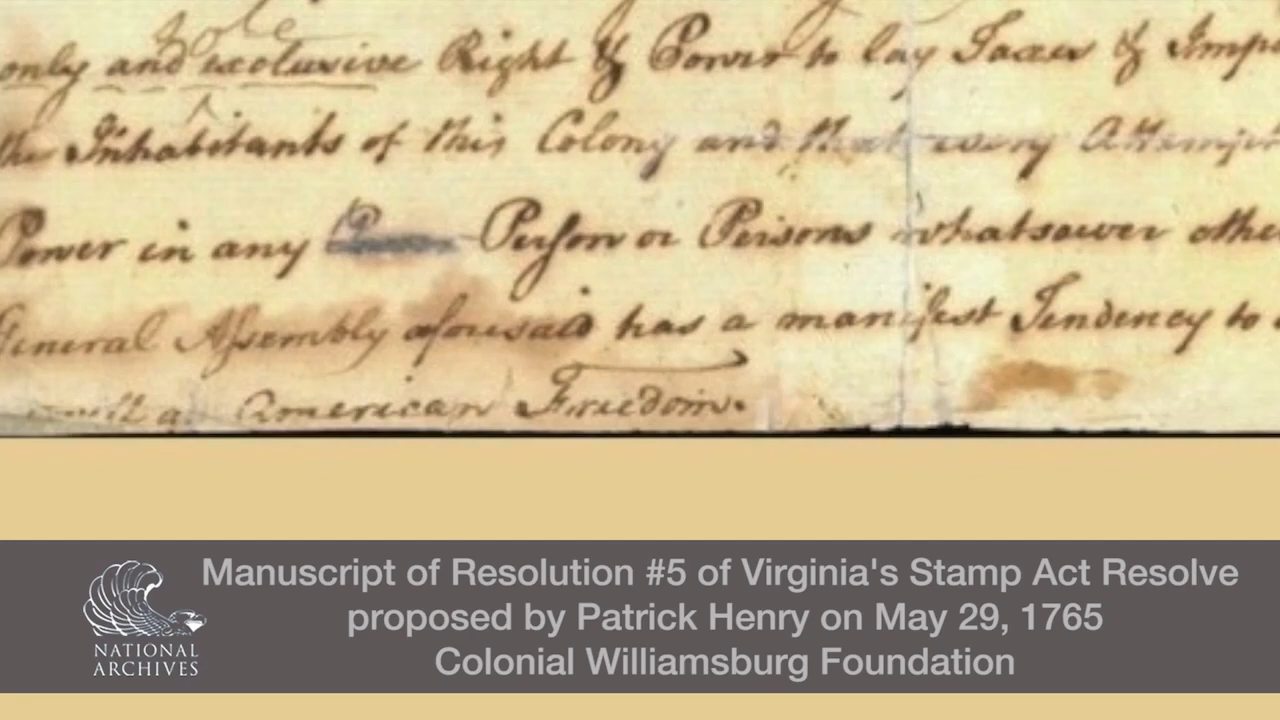 sole
only and exclusive Right & Power to lay Taxes & Imp
the Inhabitants of this Colony and that every Attemp
Power in any Person or Persons whatsoever othe
General Assembly aforesaid has a manifest Tendency to
American Freedom.
Manuscript of Resolution #5 of Virginia's Stamp Act Resolve
proposed by Patrick Henry on May 29, 1765
Colonial Williamsburg Foundation
NATIONAL
ARCHIVES